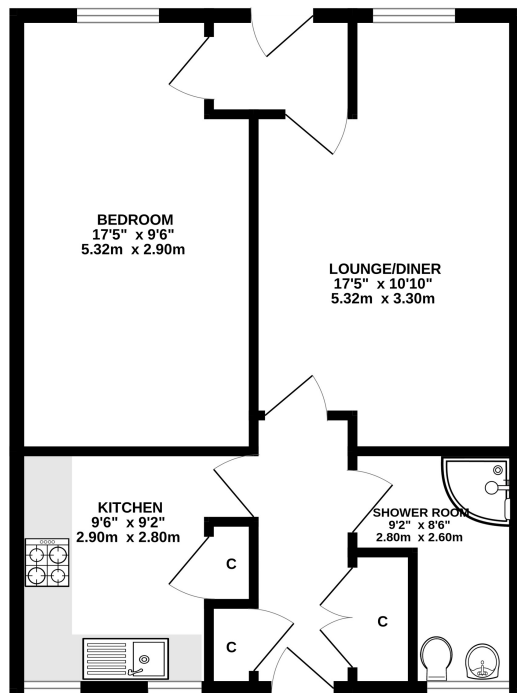 BEDROOM
17'5" x 9'6"
5.32m x 2.90m
LOUNGE/DINER
17'5" x 10'10"
5.32m x 3.30m
KITCHEN
9'6" x 9'2"
2.90m x 2.80m
SHOWER ROOM
9'2" x 8'6"
2.80m x 2.60m
C
C
C